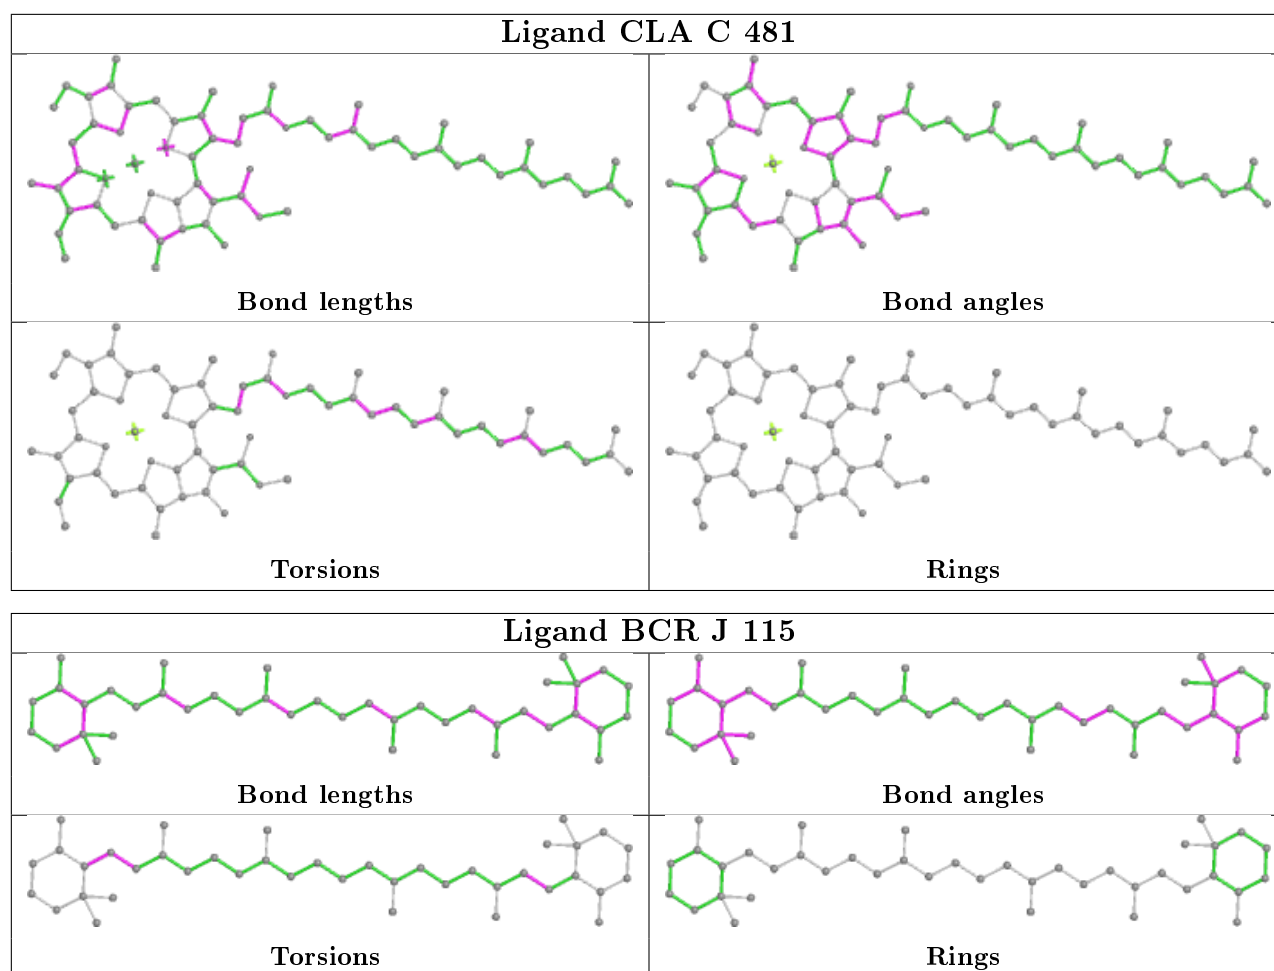 Ligand CLA C 481
Bond lengths
Bond angles
Torsions
Rings
Ligand BCR J 115
Bond lengths
Bond angles
Torsions
Rings